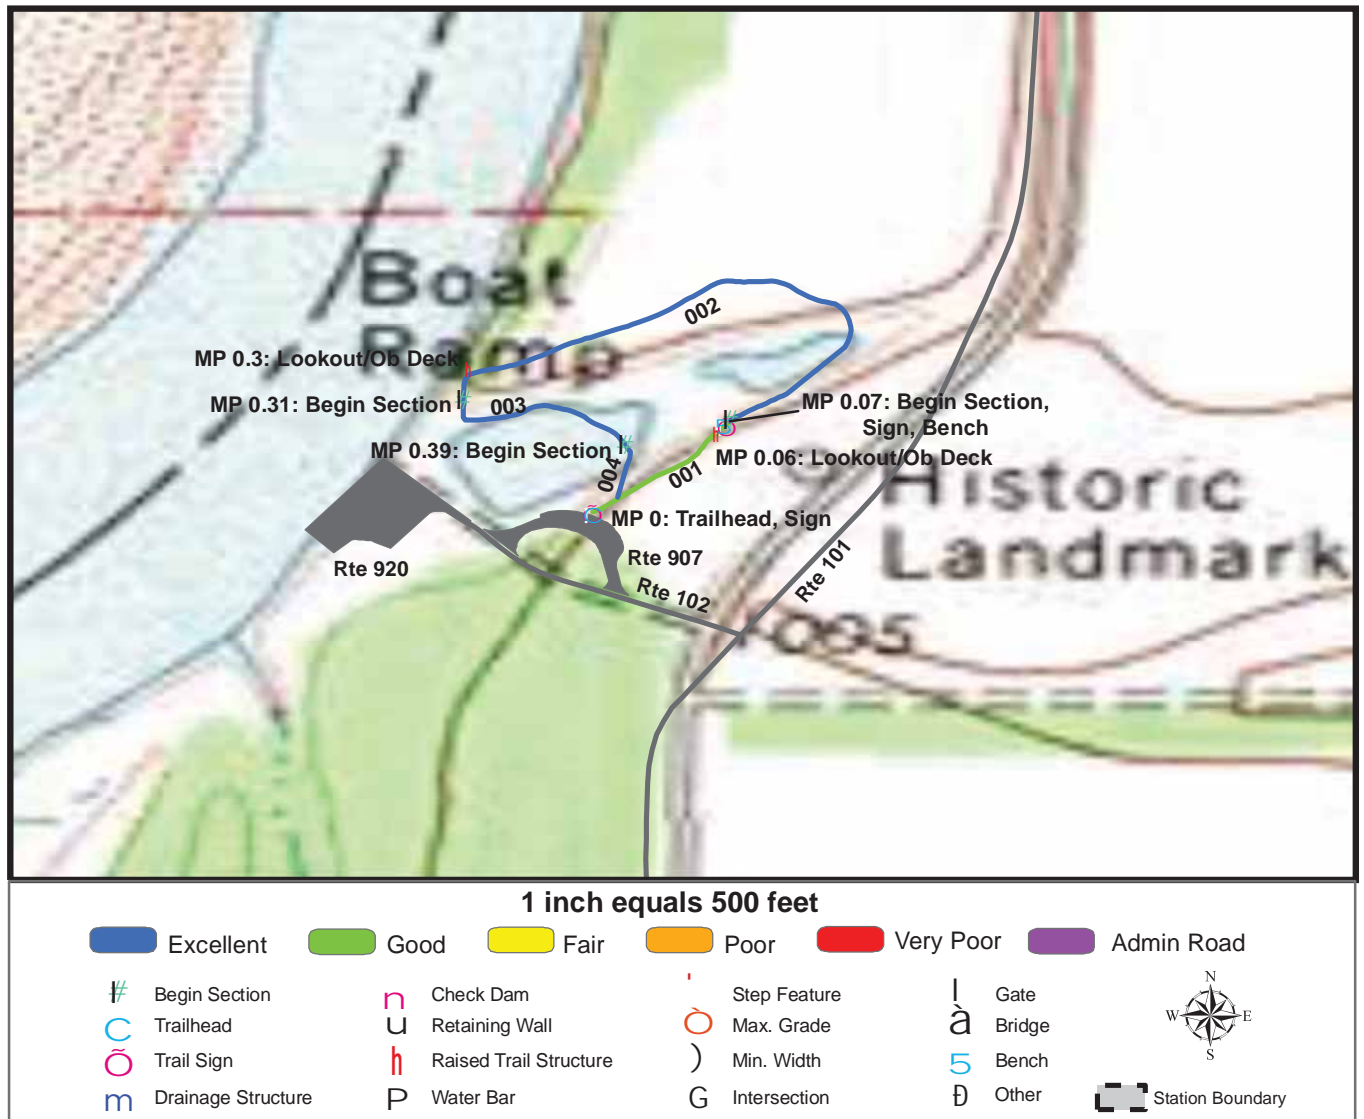 Boat
Ramp
002
MP 0.3: Lookout/Ob Deck
MP 0.31: Begin Section
003
MP 0.07: Begin Section,
Sign, Bench
MP 0.39: Begin Section
MP 0.06: Lookout/Ob Deck
004
001
Historic
Landmark
MP 0: Trailhead, Sign
Rte 907
Rte 920
Rte 102
Rte 101
1 inch equals 500 feet
Excellent Good Fair Poor Very Poor Admin Road
Begin Section Check Dam Step Feature Gate
Trailhead Retaining Wall Max. Grade Bridge
Trail Sign Raised Trail Structure Min. Width Bench
Drainage Structure Water Bar Intersection Other Station Boundary
N
W E
S